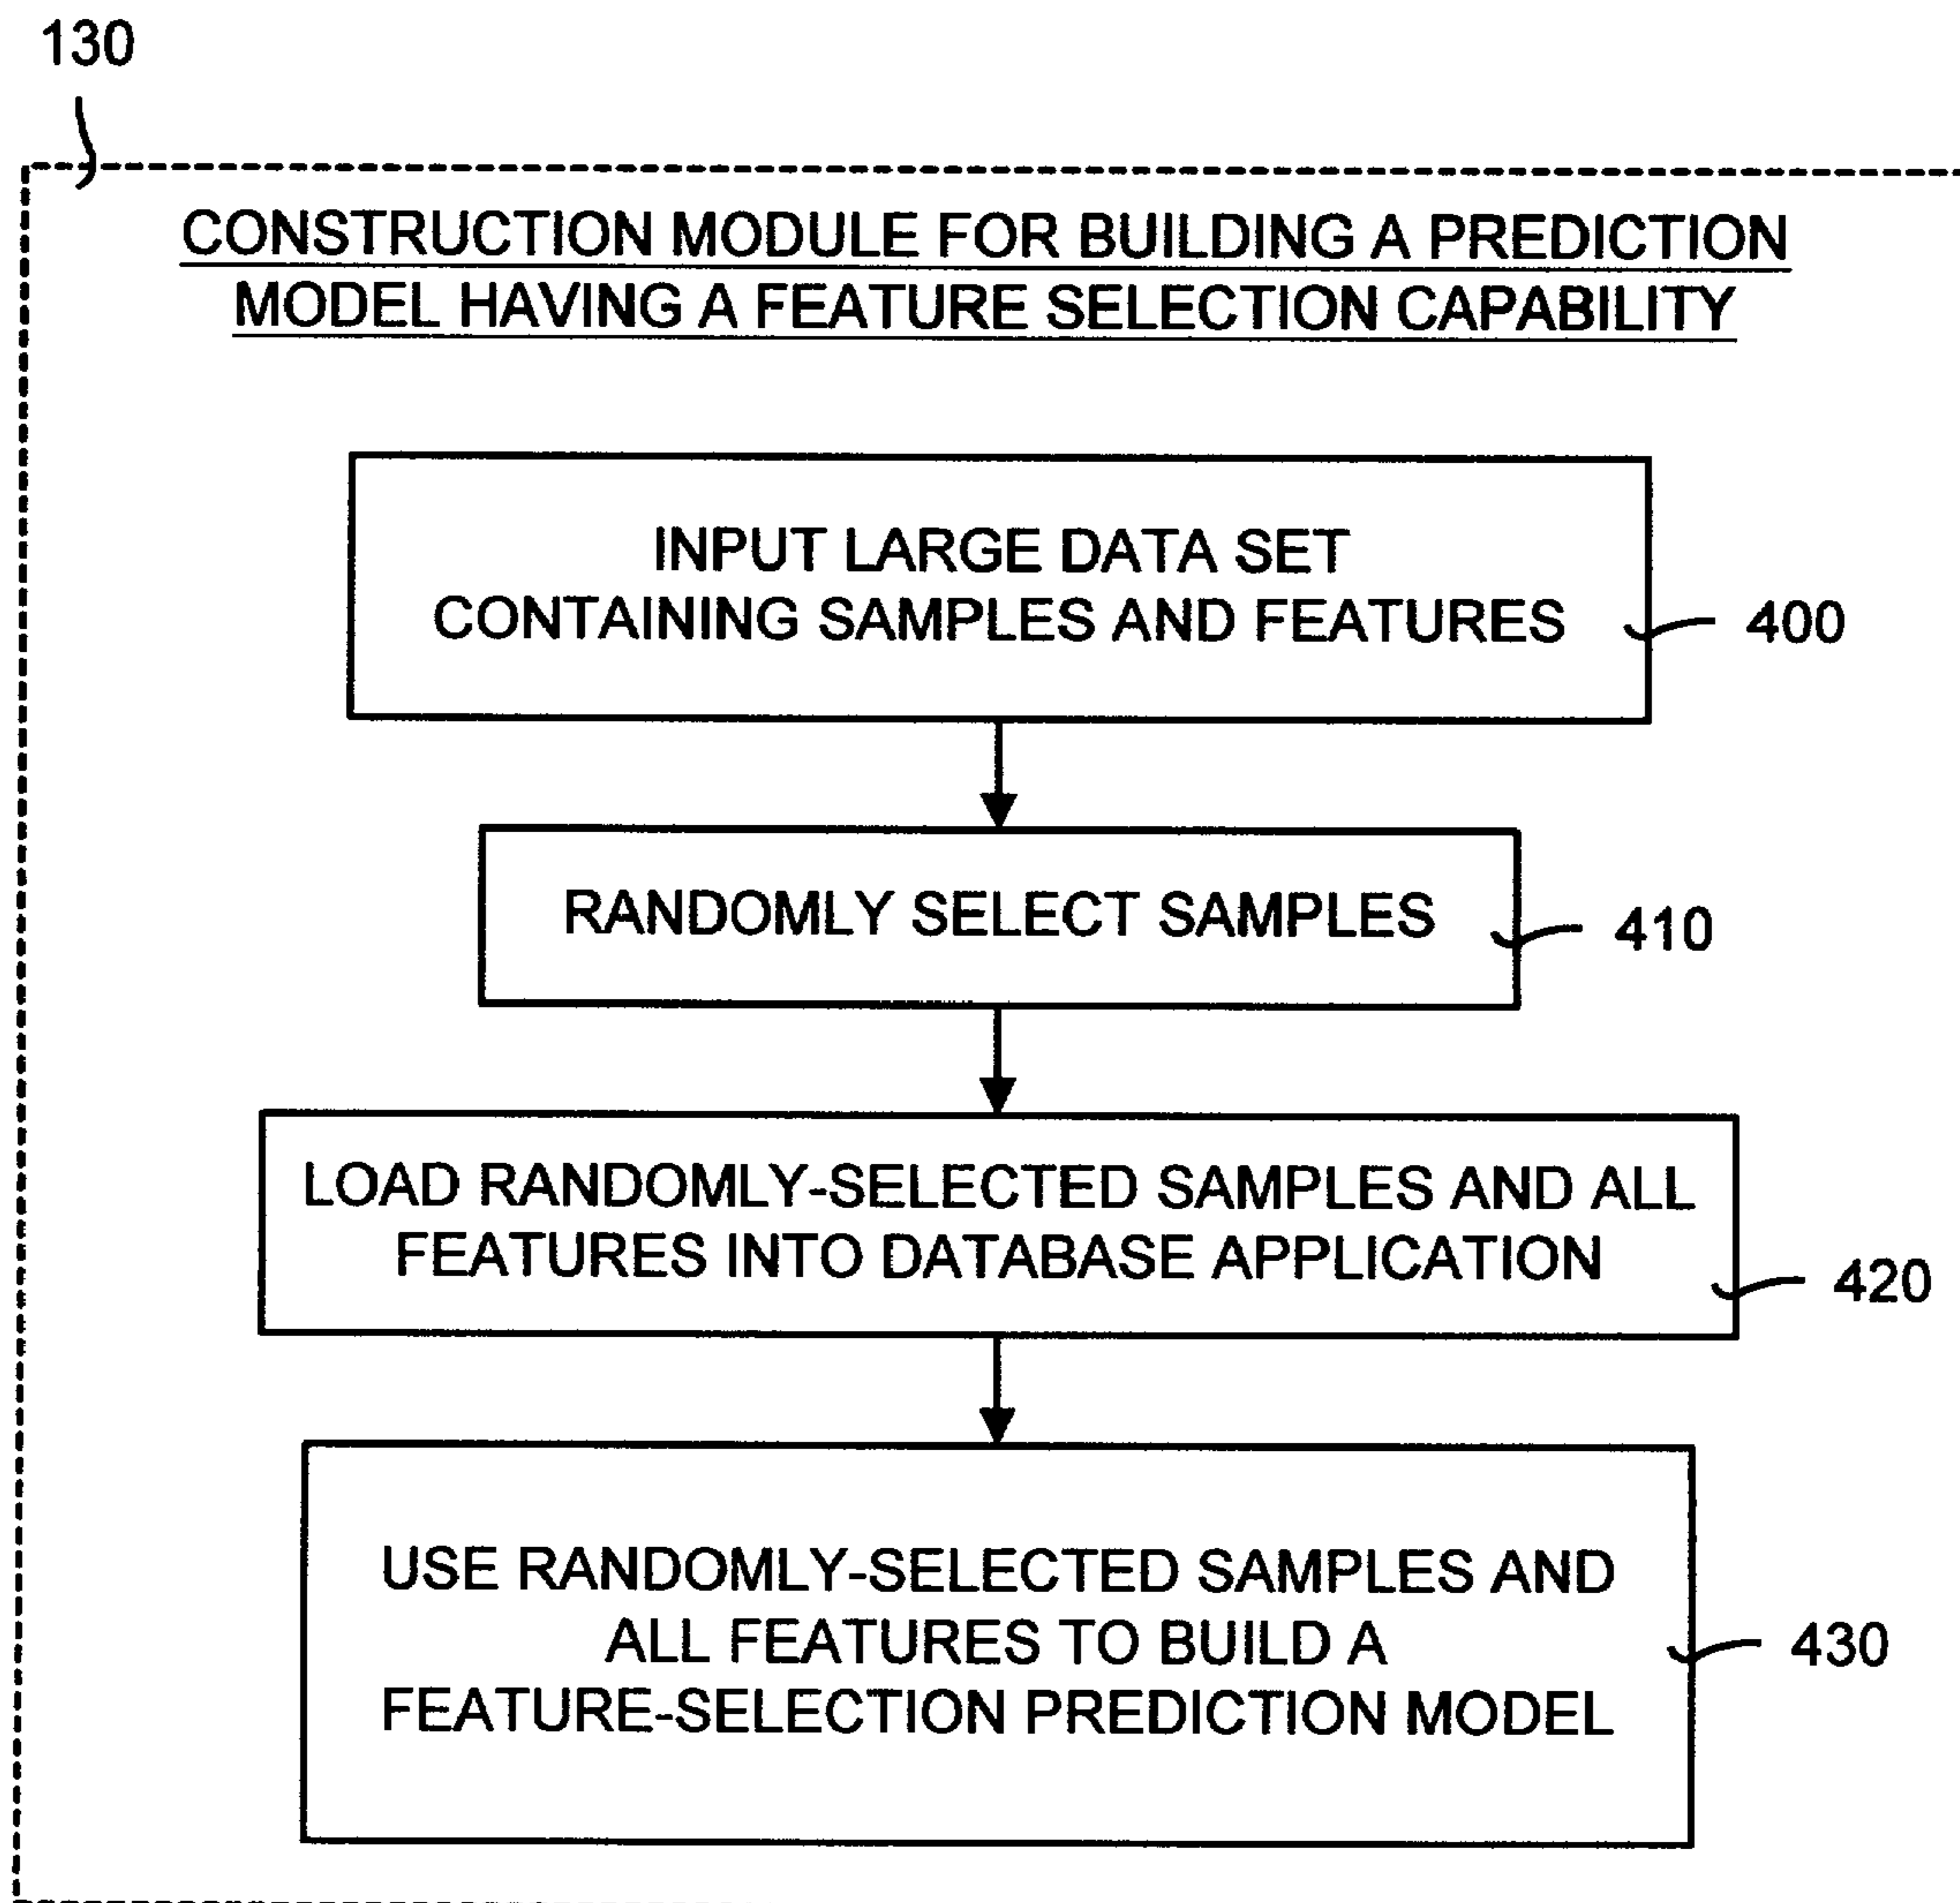 130
CONSTRUCTION MODULE FOR BUILDING A PREDICTION
MODEL HAVING A FEATURE SELECTION CAPABILITY
INPUT LARGE DATA SET
CONTAINING SAMPLES AND FEATURES
400
RANDOMLY SELECT SAMPLES
410
LOAD RANDOMLY-SELECTED SAMPLES AND ALL
FEATURES INTO DATABASE APPLICATION
420
USE RANDOMLY-SELECTED SAMPLES AND
ALL FEATURES TO BUILD A
FEATURE-SELECTION PREDICTION MODEL
430